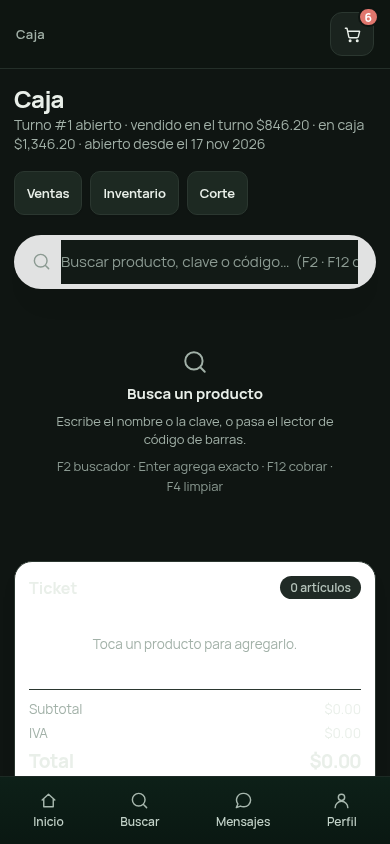 Caja
6
Caja
Turno #1 abierto · vendido en el turno $846.20 · en caja
$1,346.20 · abierto desde el 17 nov 2026
Ventas
Inventario
Corte
Buscar producto, clave o código… (F2 · F12 c
Busca un producto
Escribe el nombre o la clave, o pasa el lector de
código de barras.
F2 buscador · Enter agrega exacto · F12 cobrar ·
F4 limpiar
Ticket
0 artículos
Toca un producto para agregarlo.
Subtotal $0.00
IVA $0.00
Total $0.00
Inicio
Buscar
Mensajes
Perfil